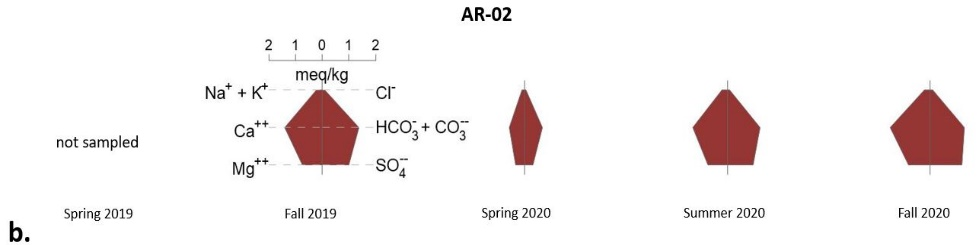 AR-02
2 1 0 1 2
meq/kg
Na⁺ + K⁺ Cl⁻
Ca⁺⁺ HCO₃⁻ + CO₃⁻⁻
not sampled
Mg⁺⁺ SO₄⁻⁻
Spring 2019 Fall 2019 Spring 2020 Summer 2020 Fall 2020
b.